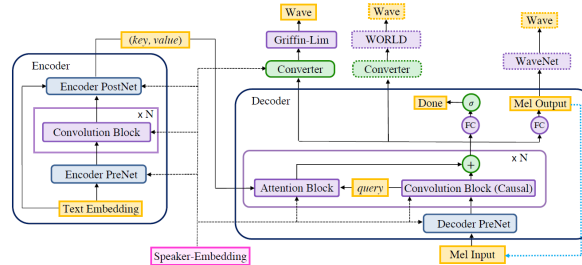 Wave
Wave
Wave
(key, value)
Griffin-Lim
WORLD
WaveNet
Encoder
Converter
Converter
Encoder PostNet
Decoder
Done
σ
Mel Output
x N
FC
FC
Convolution Block
+
x N
Encoder PreNet
Attention Block
query
Convolution Block (Causal)
Text Embedding
Decoder PreNet
Speaker-Embedding
Mel Input